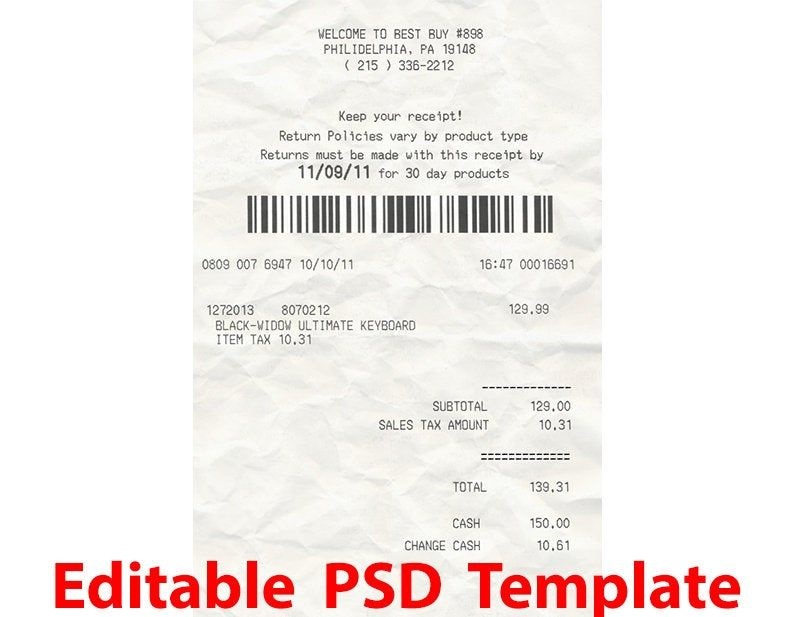 WELCOME TO BEST BUY #898
PHILIDELPHIA, PA 19148
( 215 ) 336-2212
Keep your receipt!
Return Policies vary by product type
Returns must be made with this receipt by
11/09/11 for 30 day products
0809 007 6947 10/10/11 16:47 00016691
1272013 8070212 129.99
BLACK-WIDOW ULTIMATE KEYBOARD
ITEM TAX 10.31
-------------
SUBTOTAL 129.00
SALES TAX AMOUNT 10.31
=============
TOTAL 139.31
CASH 150.00
CHANGE CASH 10.61
Editable PSD Template